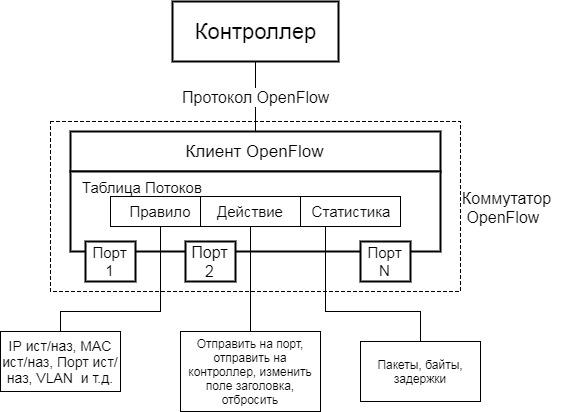 Контроллер
Протокол OpenFlow
Клиент OpenFlow
Таблица Потоков
Правило
Действие
Статистика
Коммутатор
OpenFlow
Порт
1
Порт
2
Порт
N
IP ист/наз, MAC
ист/наз, Порт ист/
наз, VLAN и т.д.
Отправить на порт,
отправить на
контроллер, изменить
поле заголовка,
отбросить
Пакеты, байты,
задержки